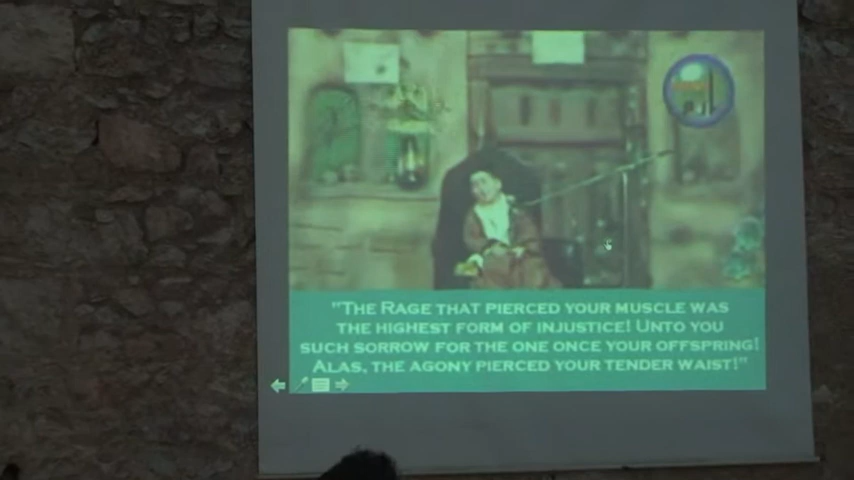 "The Rage that pierced your muscle was
the highest form of injustice! Unto you
such sorrow for the one once your offspring!
Alas, the agony pierced your tender waist!"